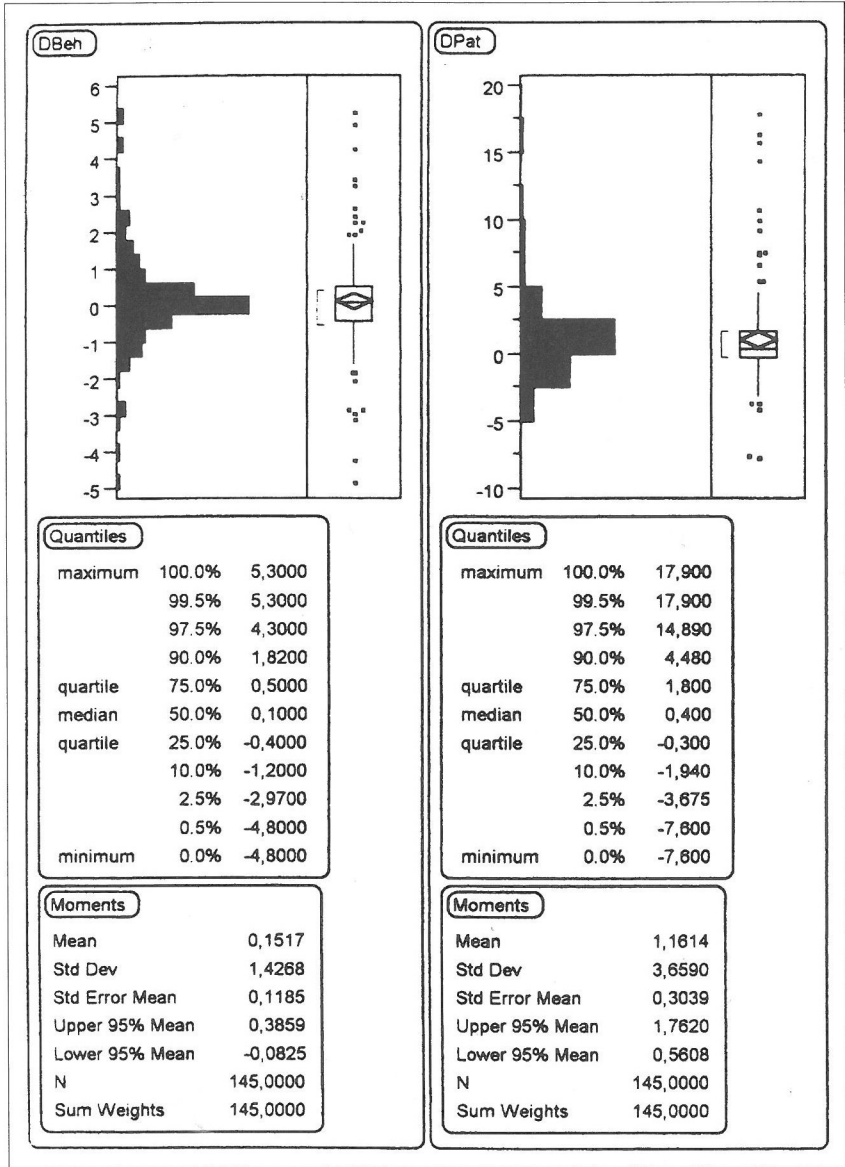 DBeh
6
5
4
3
2
1
0
-1
-2
-3
-4
-5
Quantiles
maximum 100.0% 5,3000
99.5% 5,3000
97.5% 4,3000
90.0% 1,8200
quartile 75.0% 0,5000
median 50.0% 0,1000
quartile 25.0% -0,4000
10.0% -1,2000
2.5% -2,9700
0.5% -4,8000
minimum 0.0% -4,8000
Moments
Mean 0,1517
Std Dev 1,4268
Std Error Mean 0,1185
Upper 95% Mean 0,3859
Lower 95% Mean -0,0825
N 145,0000
Sum Weights 145,0000
DPat
20
15
10
5
0
-5
-10
Quantiles
maximum 100.0% 17,900
99.5% 17,900
97.5% 14,890
90.0% 4,480
quartile 75.0% 1,800
median 50.0% 0,400
quartile 25.0% -0,300
10.0% -1,940
2.5% -3,675
0.5% -7,600
minimum 0.0% -7,600
Moments
Mean 1,1614
Std Dev 3,6590
Std Error Mean 0,3039
Upper 95% Mean 1,7620
Lower 95% Mean 0,5608
N 145,0000
Sum Weights 145,0000